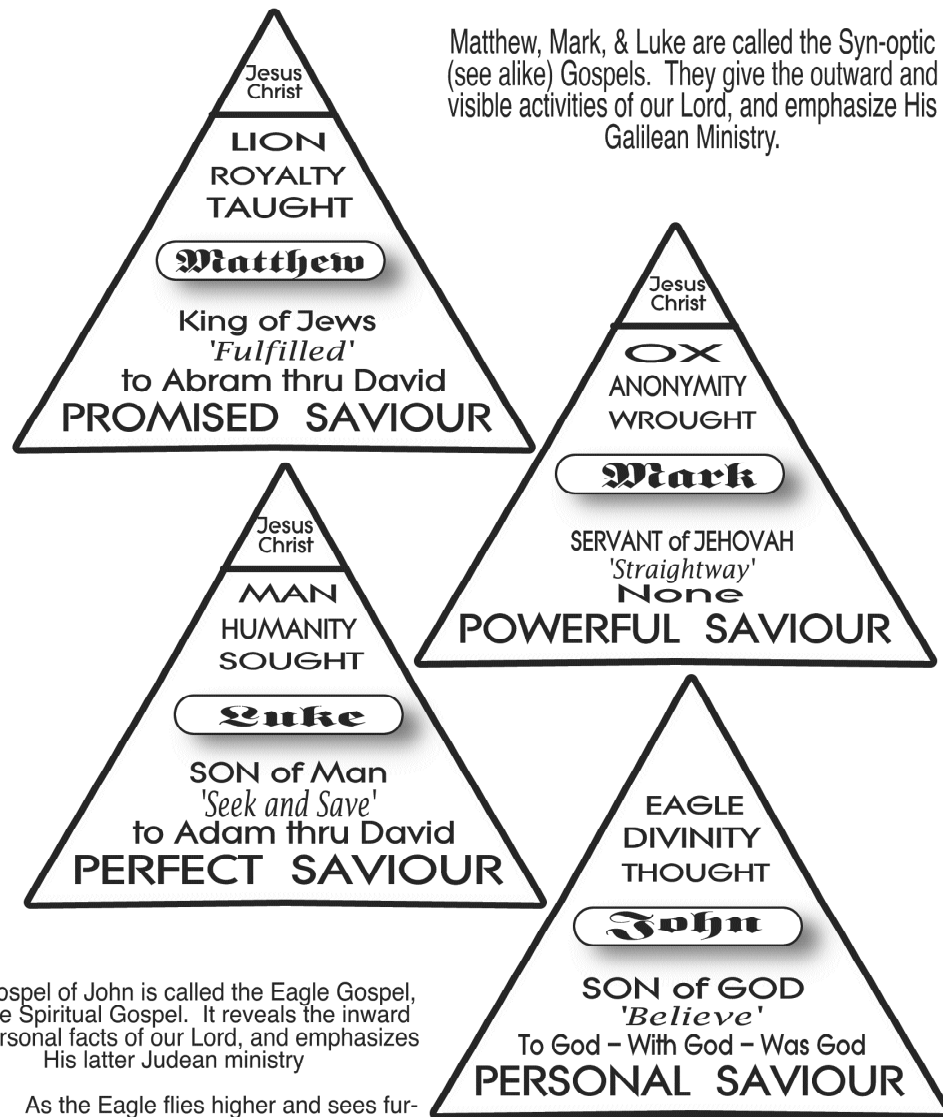 Jesus
Christ
LION
ROYALTY
TAUGHT
Matthew
King of Jews
'Fulfilled'
to Abram thru David
PROMISED SAVIOUR
Matthew, Mark, & Luke are called the Syn-optic
(see alike) Gospels. They give the outward and
visible activities of our Lord, and emphasize His
Galilean Ministry.
Jesus
Christ
OX
ANONYMITY
WROUGHT
Mark
SERVANT of JEHOVAH
'Straightway'
None
POWERFUL SAVIOUR
Jesus
Christ
MAN
HUMANITY
SOUGHT
Luke
SON of Man
'Seek and Save'
to Adam thru David
PERFECT SAVIOUR
EAGLE
DIVINITY
THOUGHT
John
SON of GOD
'Believe'
To God – With God – Was God
PERSONAL SAVIOUR
ospel of John is called the Eagle Gospel,
e Spiritual Gospel. It reveals the inward
rsonal facts of our Lord, and emphasizes
His latter Judean ministry
As the Eagle flies higher and sees fur-